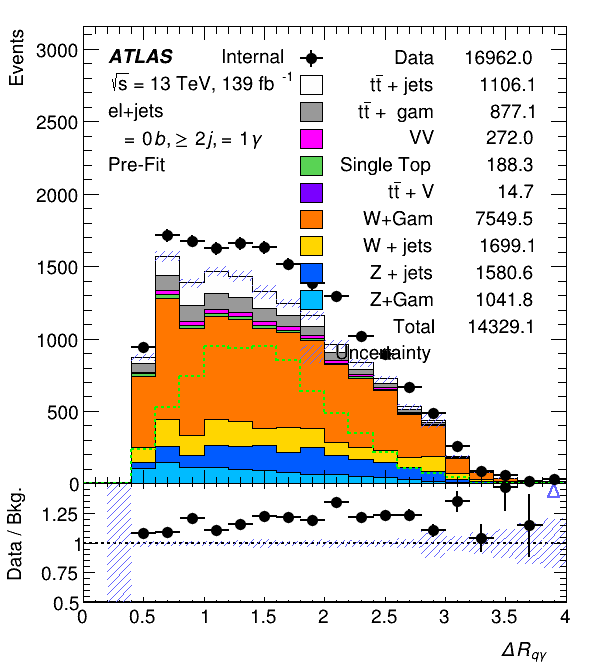 Events
3000
2500
2000
1500
1000
500
0
ATLAS Internal
√s = 13 TeV, 139 fb⁻¹
el+jets
= 0b, ≥ 2j, = 1γ
Pre-Fit
Data 16962.0
tt̄ + jets 1106.1
tt̄ + gam 877.1
VV 272.0
Single Top 188.3
tt̄ + V 14.7
W+Gam 7549.5
W + jets 1699.1
Z + jets 1580.6
Z+Gam 1041.8
Total 14329.1
Uncertainty
Data / Bkg.
1.25
1
0.75
0.5
0 0.5 1 1.5 2 2.5 3 3.5 4
ΔR_qγ